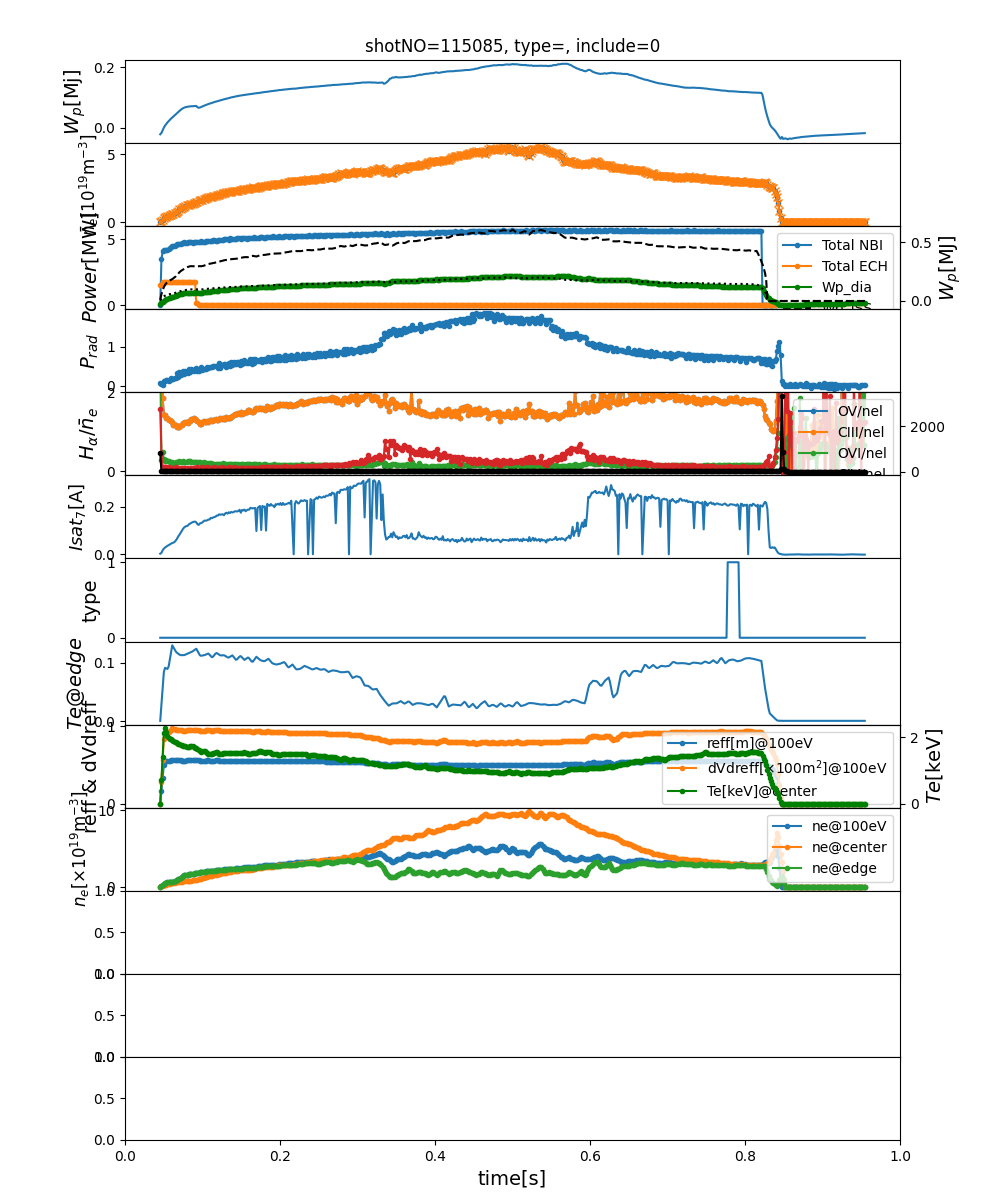 shotNO=115085, type=, include=0
W_p[Mj]
0.2
0.0
[10^19 m^-3]
5
0
Power[MW]
5
0
Total NBI
Total ECH
Wp_dia
0.5
0.0
W_p[MJ]
P_rad
1
0
H_α/n̄_e
2
0
OV/nel
CIII/nel
OVI/nel
2000
0
Isat_7[A]
0.2
0.0
type
1
0
Te@edge
0.1
0.0
reff & dVdreff
1
0
reff[m]@100eV
dVdreff[×100m^2]@100eV
Te[keV]@center
2
0
Te[keV]
n_e[×10^19 m^-3]
10
0
ne@100eV
ne@center
ne@edge
1.0
0.5
0.0
1.0
0.5
0.0
1.0
0.5
0.0
0.0
0.2
0.4
0.6
0.8
1.0
time[s]